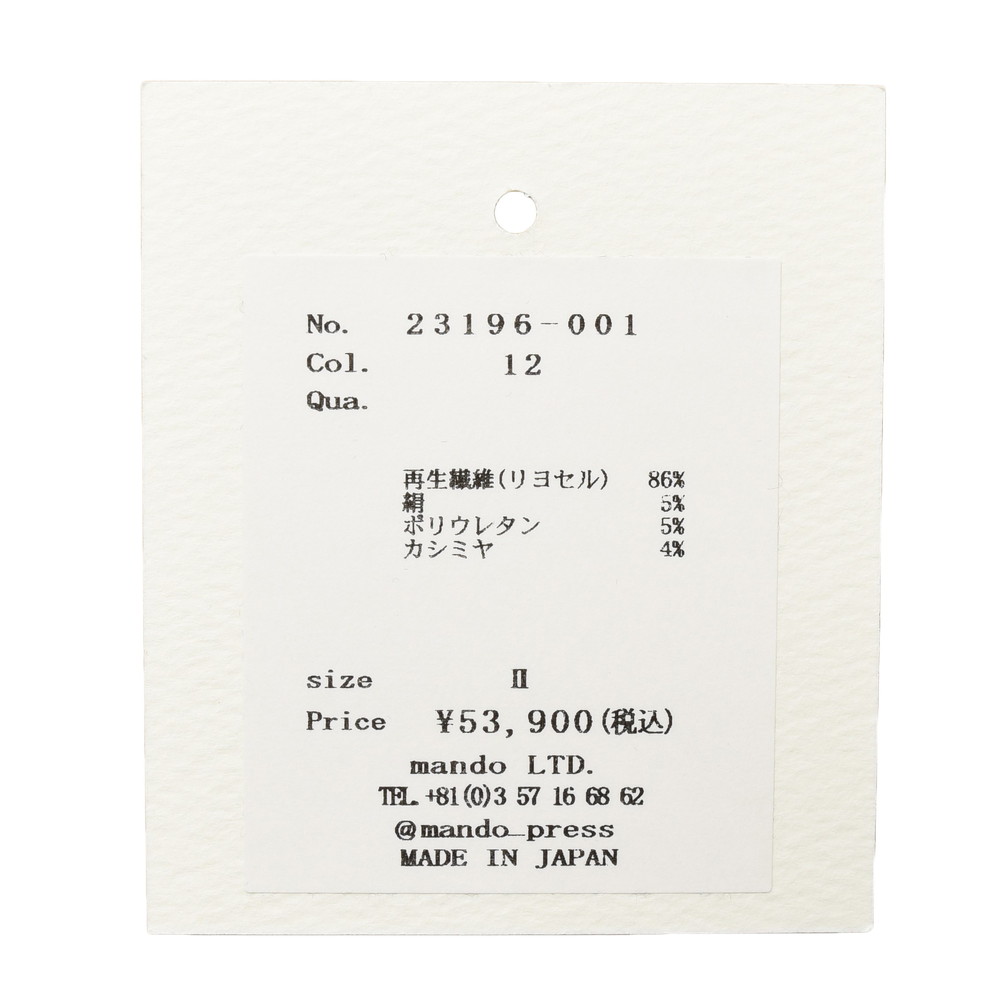 No. 23196-001
Col. 12
Qua.
再生繊維(リヨセル) 86%
絹 5%
ポリウレタン 5%
カシミヤ 4%
size Ⅱ
Price ¥53,900(税込)
mando LTD.
TEL. +81(0)3 57 16 68 62
@mando_press
MADE IN JAPAN